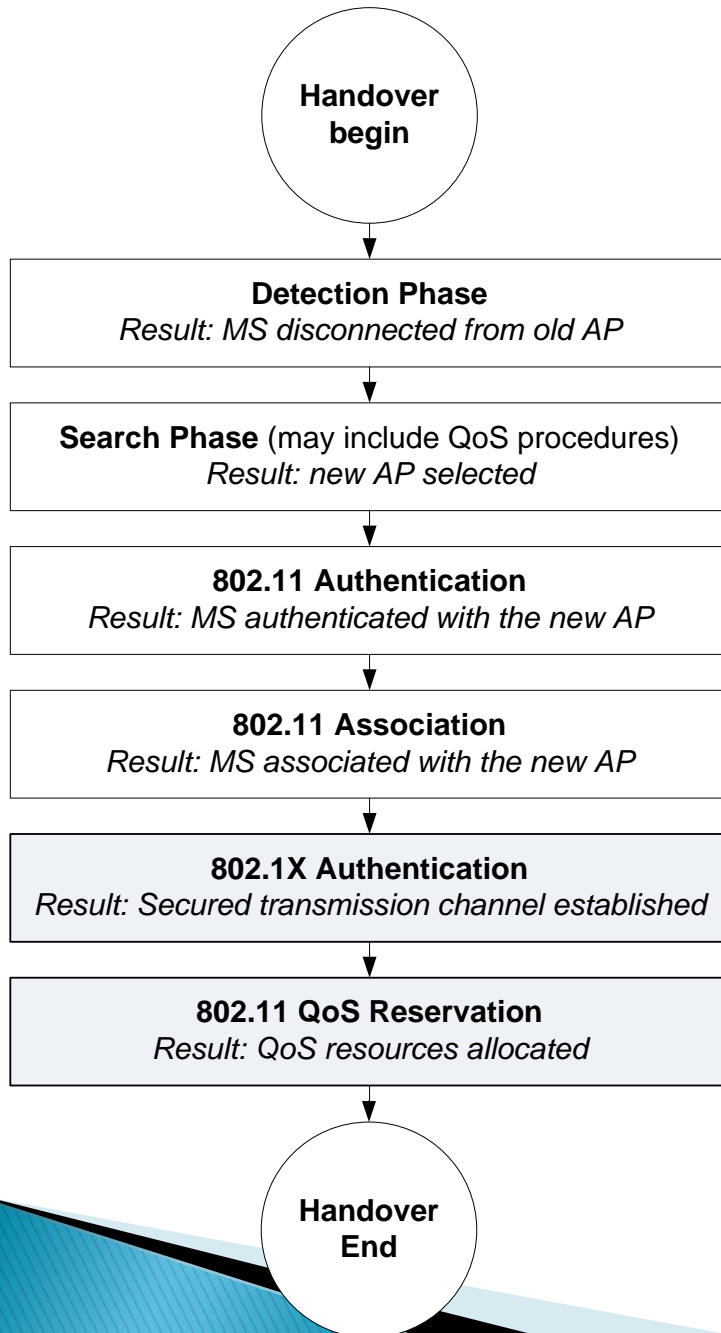 Handover
begin
Detection Phase
Result: MS disconnected from old AP
Search Phase (may include QoS procedures)
Result: new AP selected
802.11 Authentication
Result: MS authenticated with the new AP
802.11 Association
Result: MS associated with the new AP
802.1X Authentication
Result: Secured transmission channel established
802.11 QoS Reservation
Result: QoS resources allocated
Handover
End